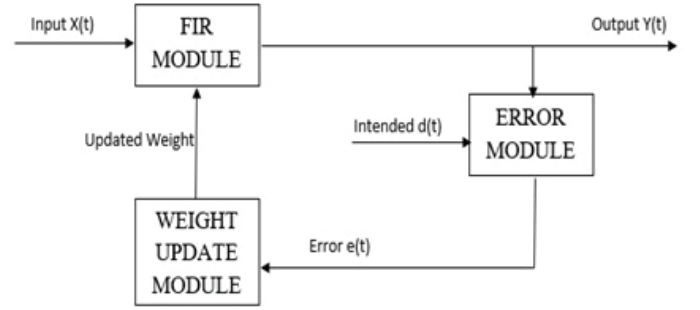 Input X(t)
FIR
MODULE
Output Y(t)
Updated Weight
Intended d(t)
ERROR
MODULE
WEIGHT
UPDATE
MODULE
Error e(t)